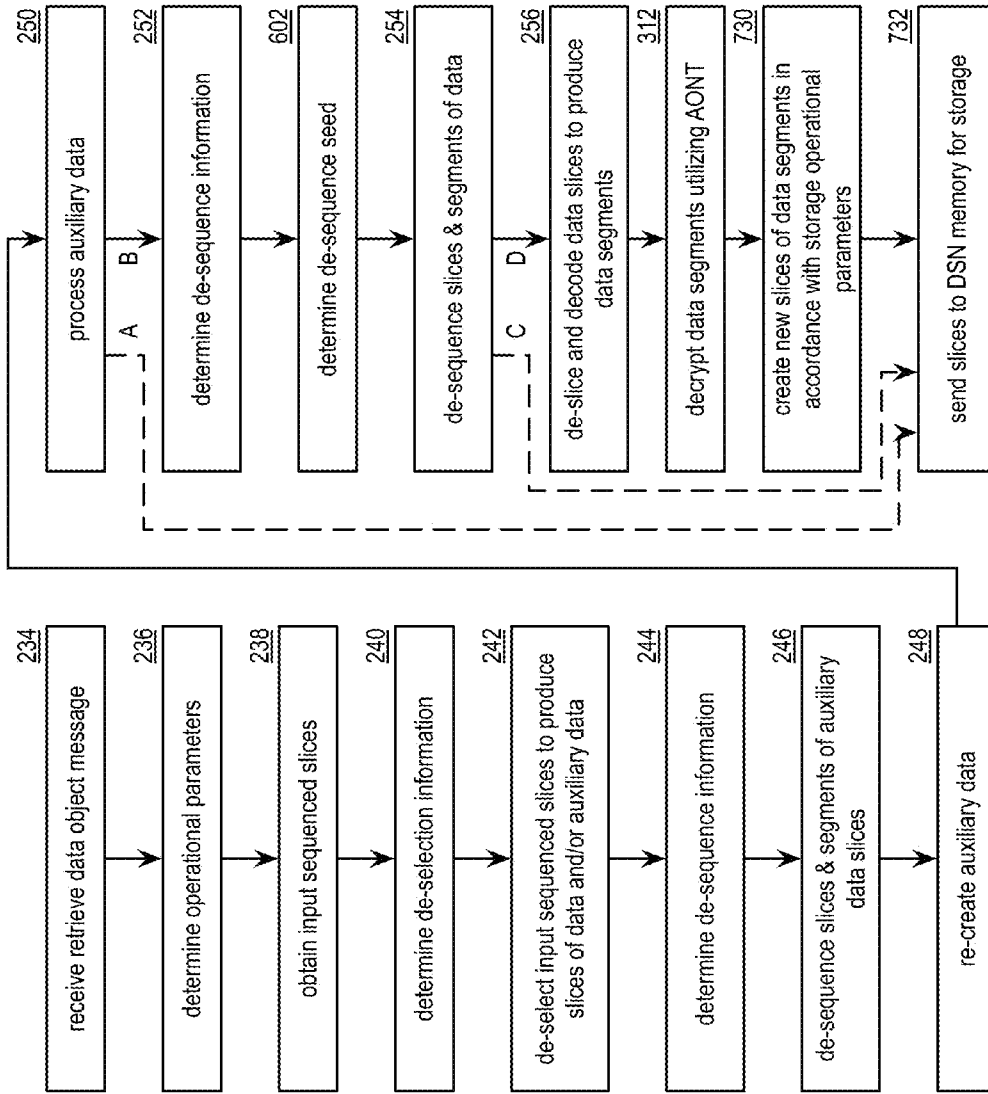 234
receive retrieve data object message
236
determine operational parameters
238
obtain input sequenced slices
240
determine de-selection information
242
de-select input sequenced slices to produce
slices of data and/or auxiliary data
244
determine de-sequence information
246
de-sequence slices & segments of auxiliary
data slices
248
re-create auxiliary data
250
process auxiliary data
A
B
252
determine de-sequence information
602
determine de-sequence seed
254
de-sequence slices & segments of data
C
D
256
de-slice and decode data slices to produce
data segments
312
decrypt data segments utilizing AONT
730
create new slices of data segments in
accordance with storage operational
parameters
732
send slices to DSN memory for storage